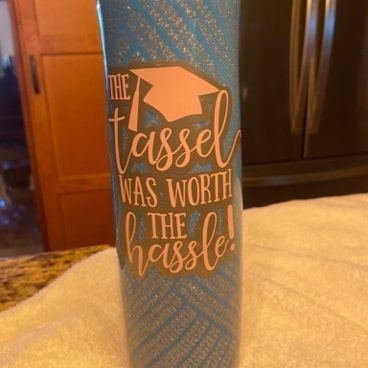 THE
tassel
WAS WORTH
THE
hassle!